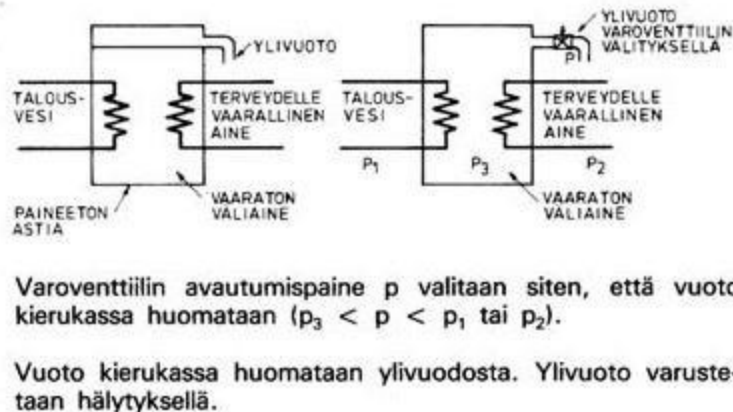 YLIVUOTO
TALOUS-
VESI
TERVEYDELLE
VAARALLINEN
AINE
PAINEETON
ASTIA
VAARATON
VÄLIAINE
YLIVUOTO
VAROVENTTIILIN
VÄLITYKSELLÄ
P
TALOUS-
VESI
TERVEYDELLE
VAARALLINEN
AINE
P₁
P₃
P₂
VAARATON
VÄLIAINE
Varoventtiilin avautumispaine p valitaan siten, että vuoto
kierukassa huomataan (p₃ < p < p₁ tai p₂).
Vuoto kierukassa huomataan ylivuodosta. Ylivuoto varuste-
taan hälytyksellä.